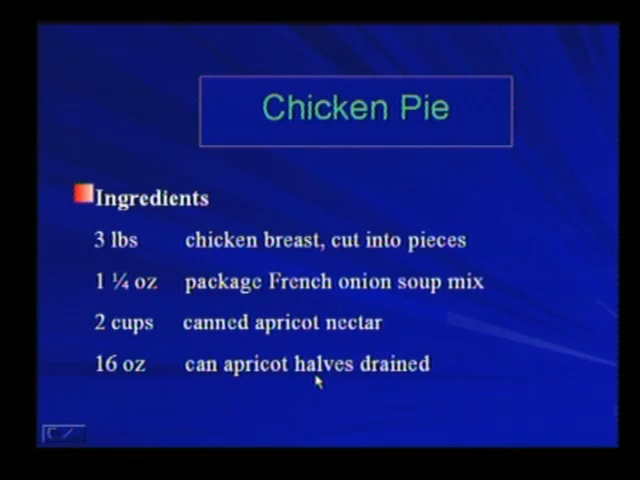 Chicken Pie
Ingredients
3 lbs chicken breast, cut into pieces
1 ¼ oz package French onion soup mix
2 cups canned apricot nectar
16 oz can apricot halves drained